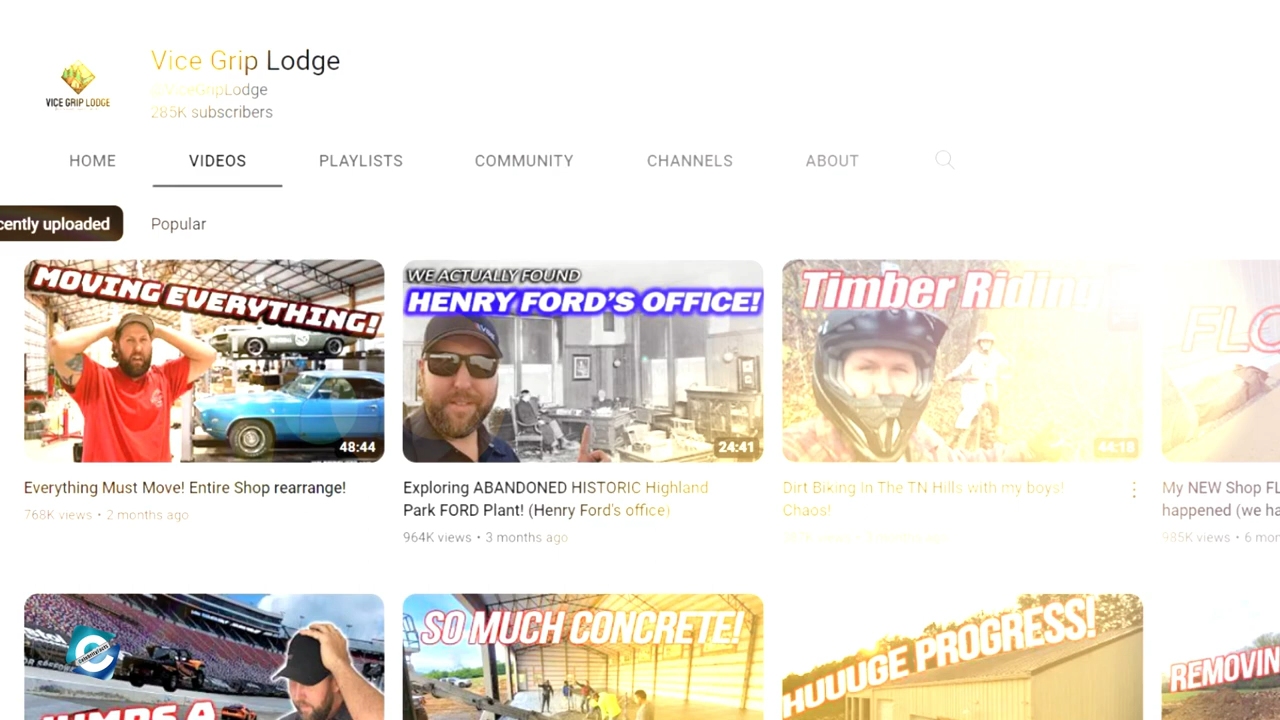 Vice Grip Lodge
@ViceGripLodge
285K subscribers
VICE GRIP LODGE
HOME VIDEOS PLAYLISTS COMMUNITY CHANNELS ABOUT
cently uploaded Popular
MOVING EVERYTHING!
48:44
WE ACTUALLY FOUND
HENRY FORD'S OFFICE!
24:41
Timber Riding
44:18
FLO
Everything Must Move! Entire Shop rearrange!
768K views • 2 months ago
Exploring ABANDONED HISTORIC Highland
Park FORD Plant! (Henry Ford's office)
964K views • 3 months ago
Dirt Biking In The TN Hills with my boys!
Chaos!
My NEW Shop FL
happened (we ha
985K views • 6 mon
JUMPS A
SO MUCH CONCRETE!
HUUUGE PROGRESS!
REMOVIN